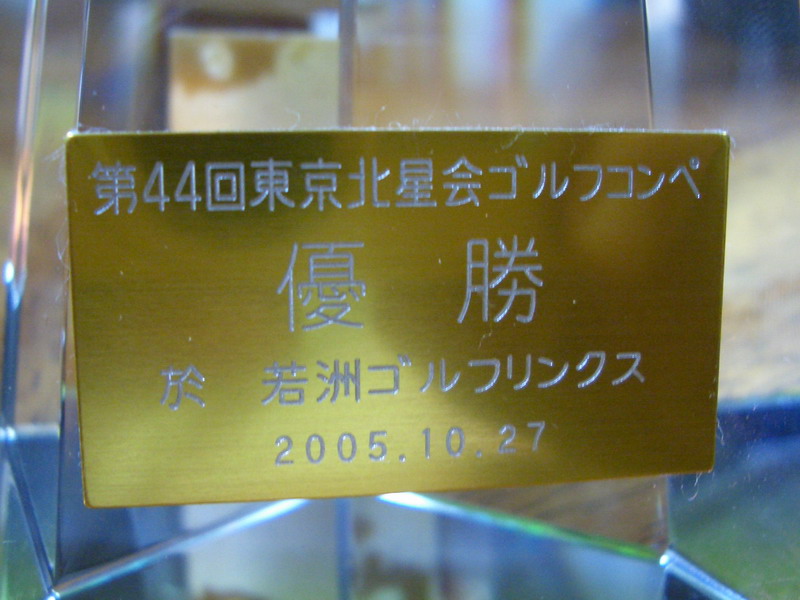 第44回東京北星会ゴルフコンペ
優 勝
於 若洲ゴルフリンクス
2005.10.27